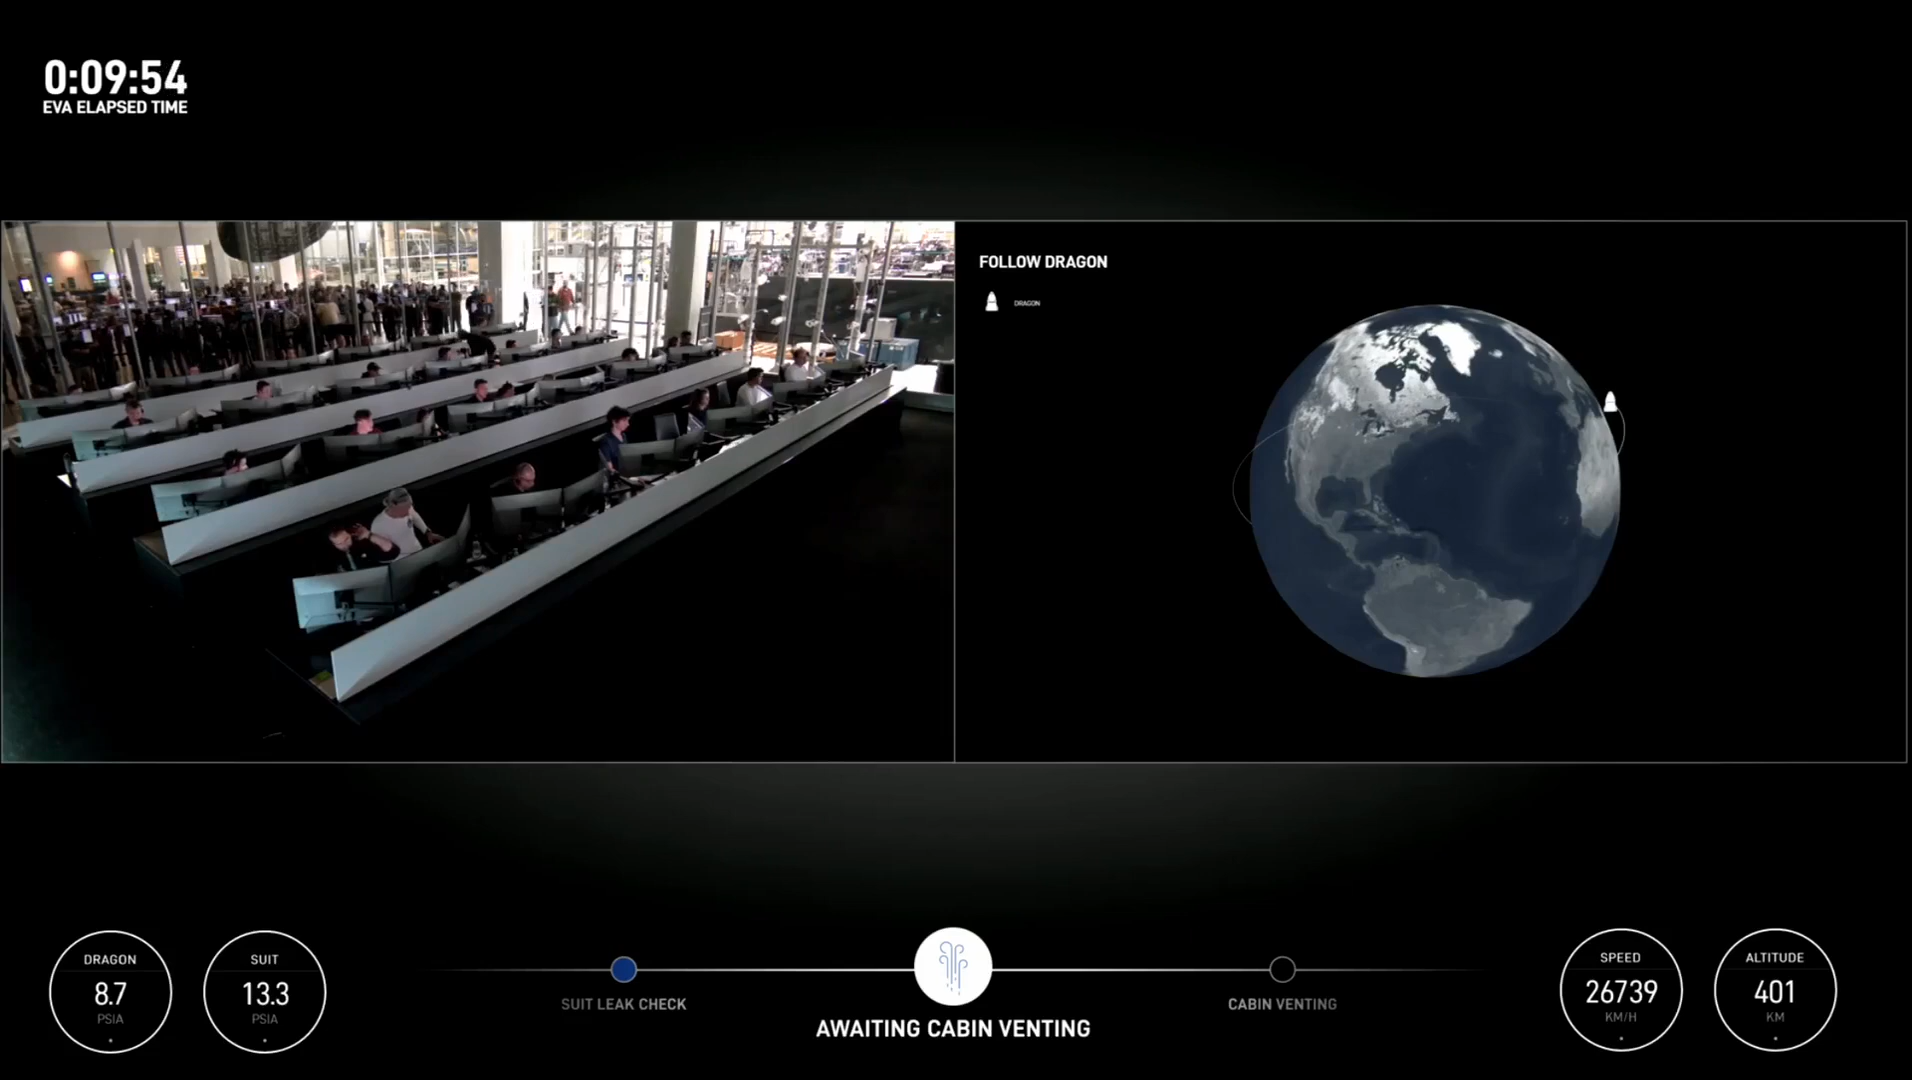 0:09:54
EVA ELAPSED TIME
FOLLOW DRAGON
DRAGON
DRAGON
8.7
PSIA
SUIT
13.3
PSIA
SUIT LEAK CHECK
AWAITING CABIN VENTING
CABIN VENTING
SPEED
26739
KM/H
ALTITUDE
401
KM